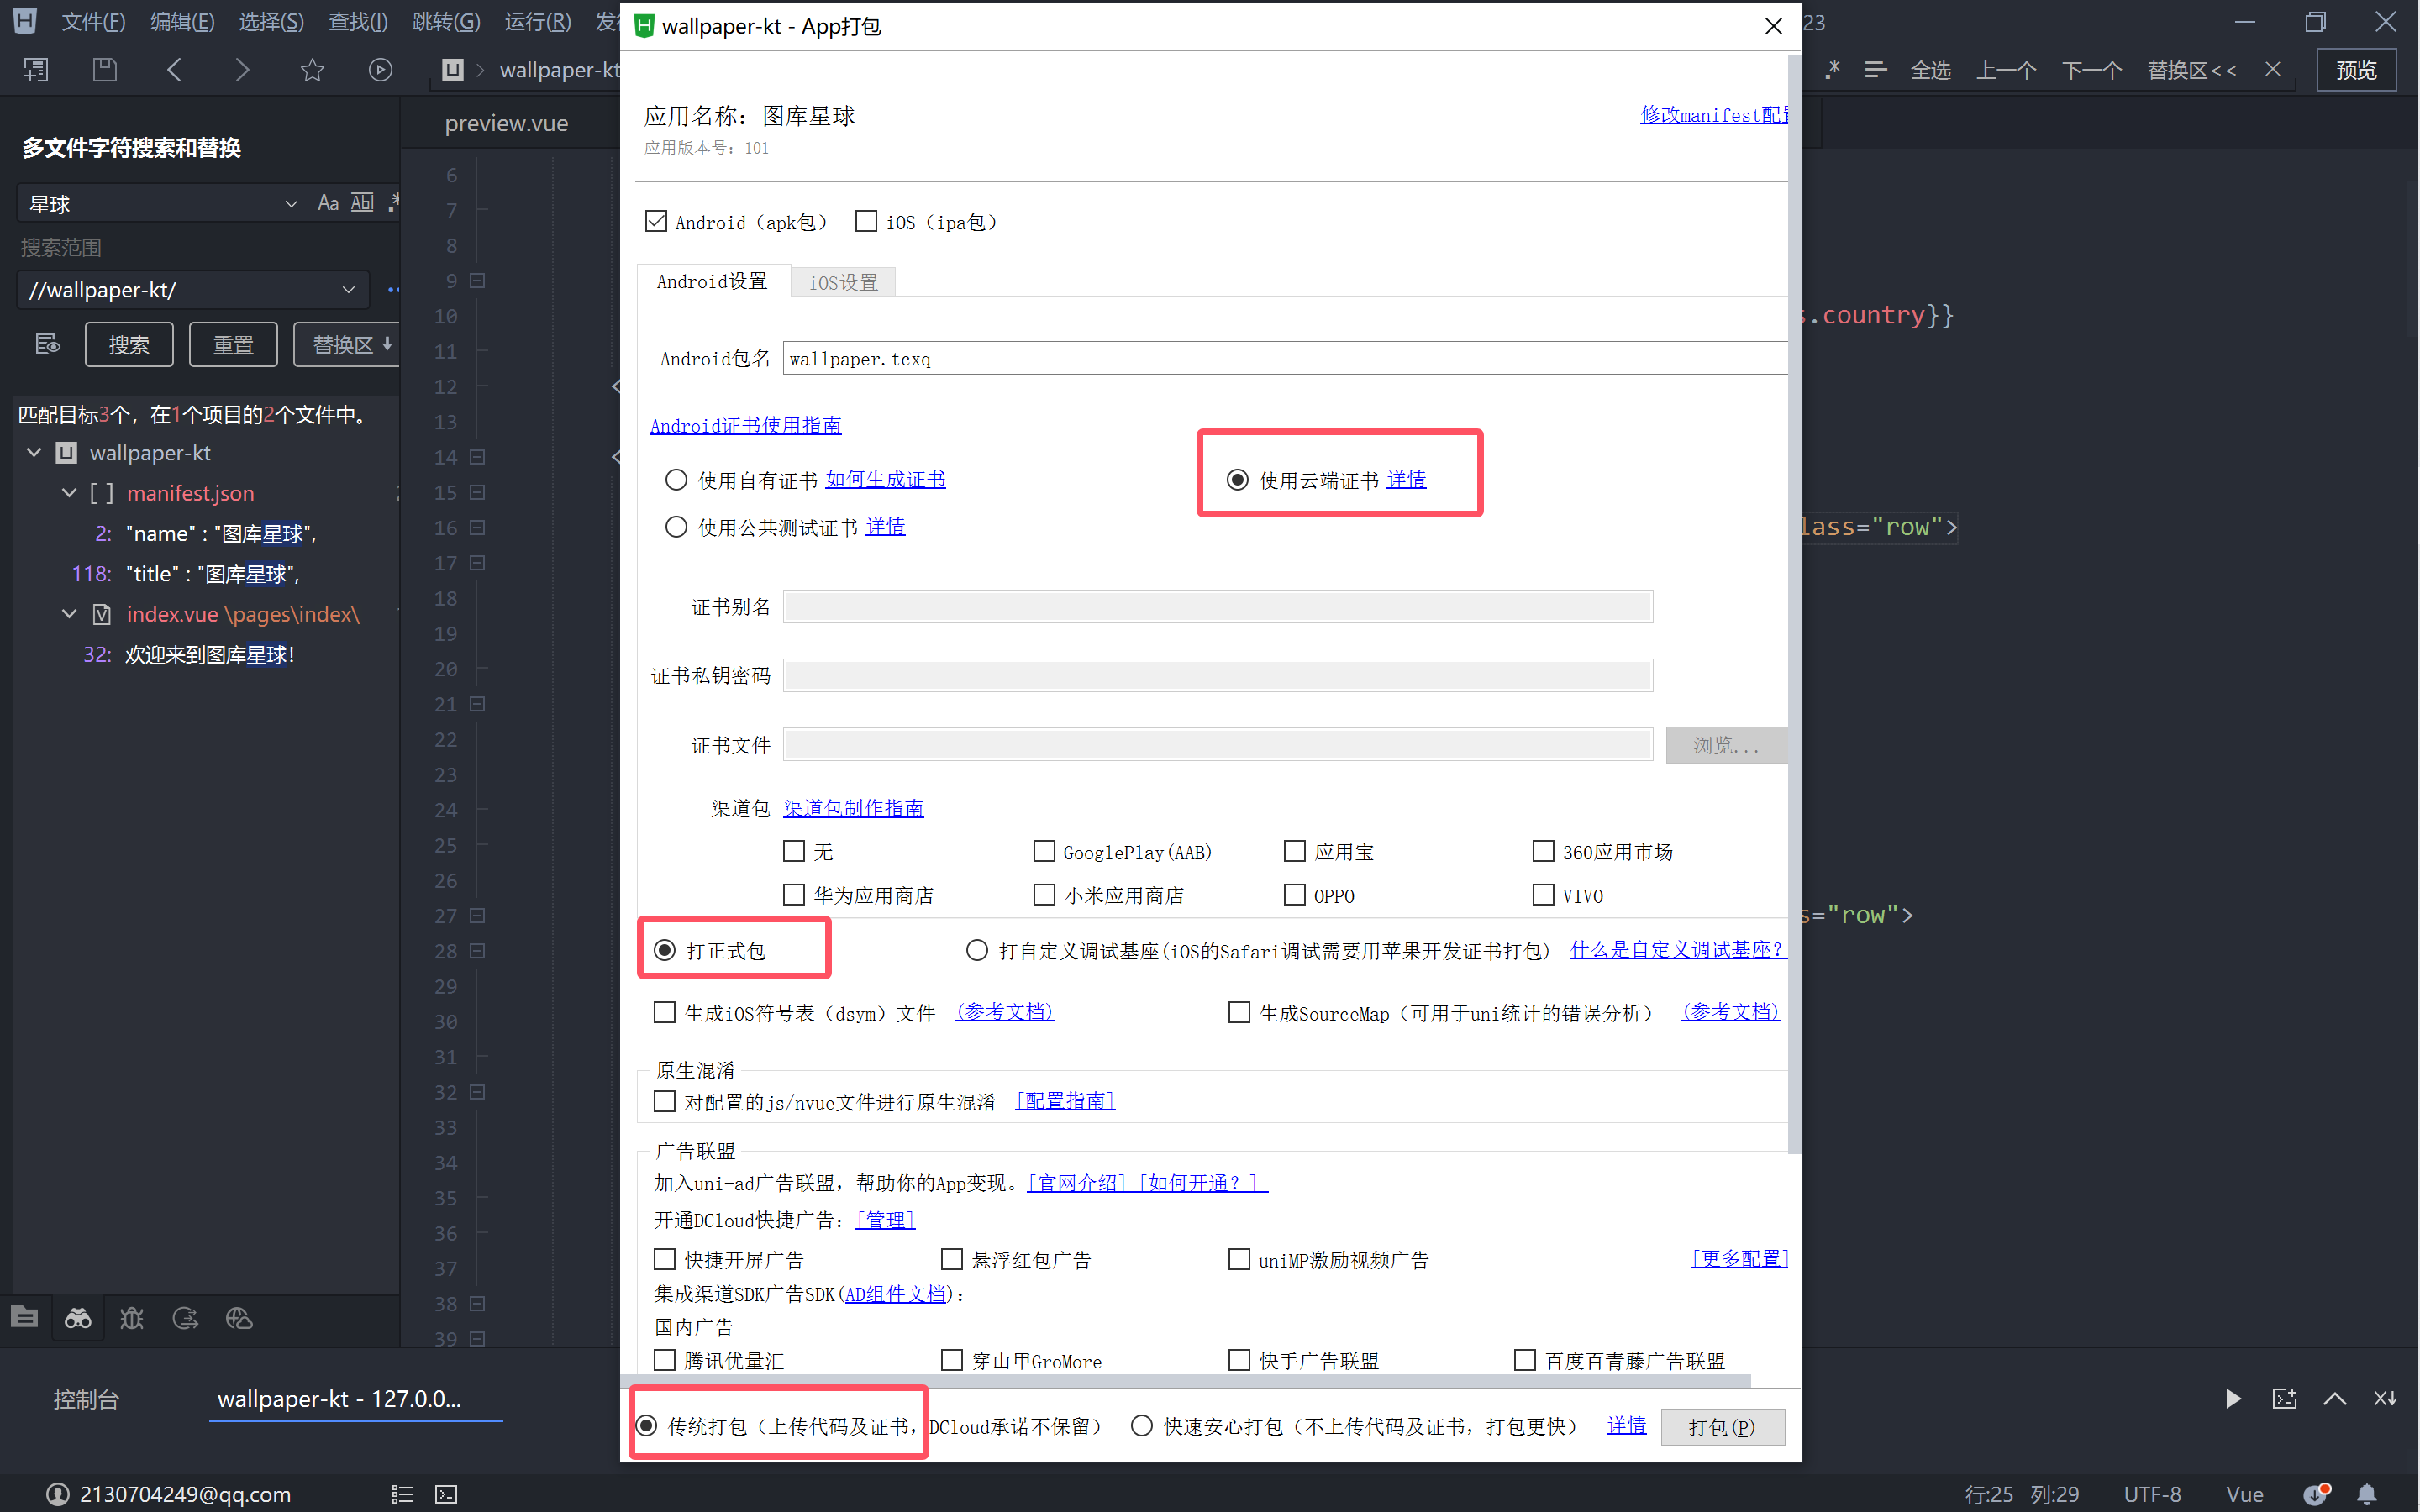 文件(F) 编辑(E) 选择(S) 查找(I) 跳转(G) 运行(R)
wallpaper-kt - App打包
23
wallpaper-kt
全选 上一个 下一个 替换区<< 预览
多文件字符搜索和替换
星球
Aa Abl .*
搜索范围
//wallpaper-kt/
搜索 重置 替换区
匹配目标3个，在1个项目的2个文件中。
wallpaper-kt
[ ] manifest.json
2: "name" : "图库星球",
118: "title" : "图库星球",
index.vue \pages\index\
32: 欢迎来到图库星球！
preview.vue
6
7
8
9
10
11
12
13
14
15
16
17
18
19
20
21
22
23
24
25
26
27
28
29
30
31
32
33
34
35
36
37
38
39
应用名称：图库星球
修改manifest配置
应用版本号：101
Android（apk包） iOS（ipa包）
Android设置 iOS设置
Android包名 wallpaper.tcxq
Android证书使用指南
使用自有证书 如何生成证书 使用云端证书 详情
使用公共测试证书 详情
证书别名
证书私钥密码
证书文件 浏览...
渠道包 渠道包制作指南
无 GooglePlay(AAB) 应用宝 360应用市场
华为应用商店 小米应用商店 OPPO VIVO
打正式包 打自定义调试基座(iOS的Safari调试需要用苹果开发证书打包) 什么是自定义调试基座?
生成iOS符号表（dsym）文件 (参考文档) 生成SourceMap（可用于uni统计的错误分析） (参考文档)
原生混淆
对配置的js/nvue文件进行原生混淆 [配置指南]
广告联盟
加入uni-ad广告联盟，帮助你的App变现。[官网介绍] [如何开通？]
开通DCloud快捷广告：[管理]
快捷开屏广告 悬浮红包广告 uniMP激励视频广告 [更多配置]
集成渠道SDK广告SDK(AD组件文档)：
国内广告
腾讯优量汇 穿山甲GroMore 快手广告联盟 百度百青藤广告联盟
传统打包（上传代码及证书，DCloud承诺不保留） 快速安心打包（不上传代码及证书，打包更快） 详情 打包(P)
.country}}
lass="row">
s="row">
控制台 wallpaper-kt - 127.0.0...
2130704249@qq.com
行:25 列:29 UTF-8 Vue